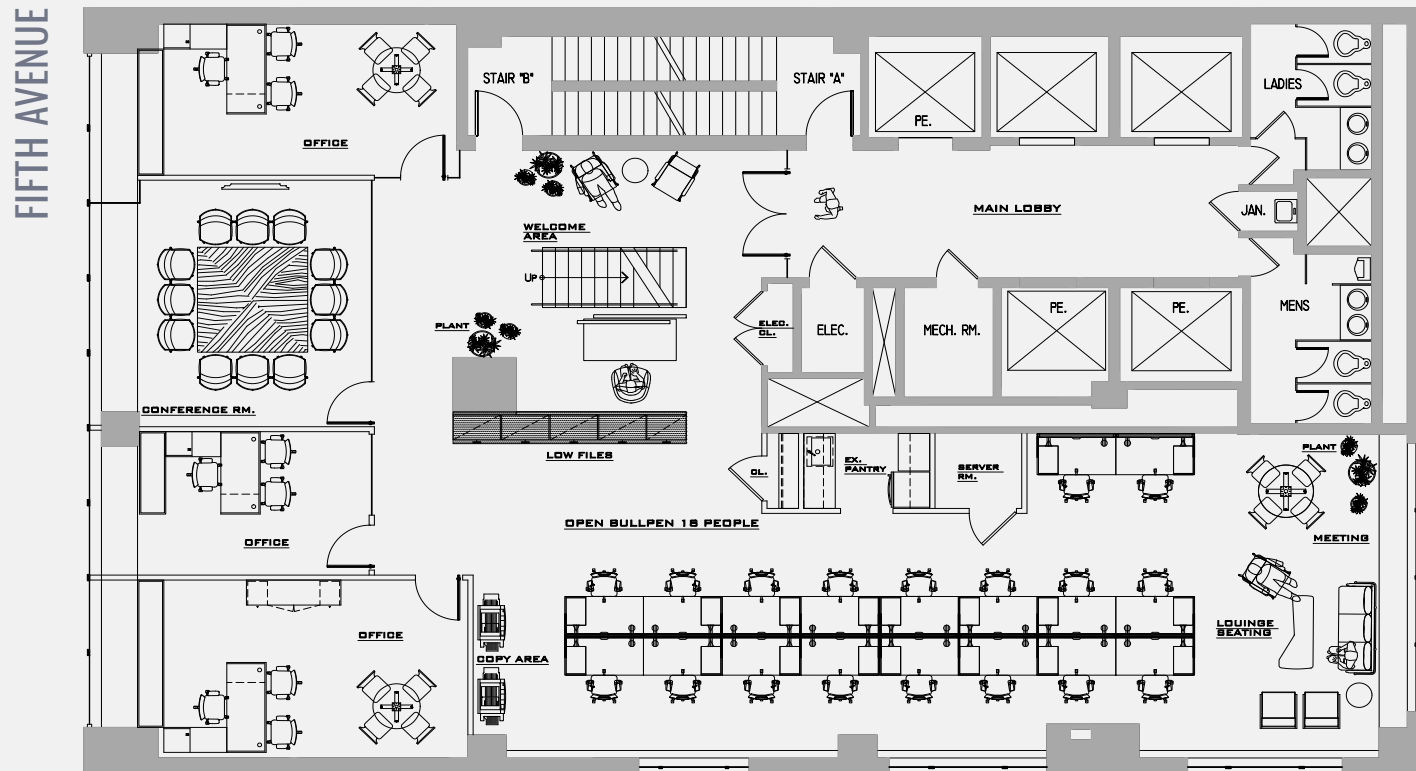 FIFTH AVENUE
STAIR "B"
STAIR "A"
PE.
LADIES
OFFICE
WELCOME
AREA
MAIN LOBBY
JAN.
UP
PLANT
ELEC.
CL.
ELEC.
MECH. RM.
PE.
PE.
MENS
CONFERENCE RM.
LOW FILES
CL.
EX.
PANTRY
SERVER
RM.
PLANT
OPEN BULLPEN 18 PEOPLE
MEETING
OFFICE
OFFICE
LOUINGE
SEATING
COPY AREA